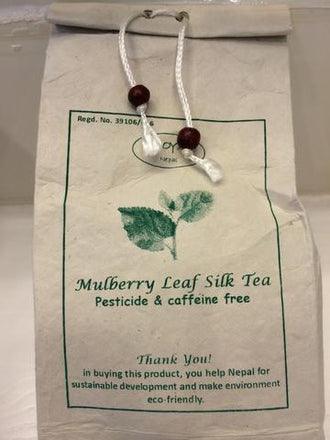 Regd. No. 39106/
Nepal
Mulberry Leaf Silk Tea
Pesticide & caffeine free
Thank You!
in buying this product, you help Nepal for
sustainable development and make environment
eco-friendly.